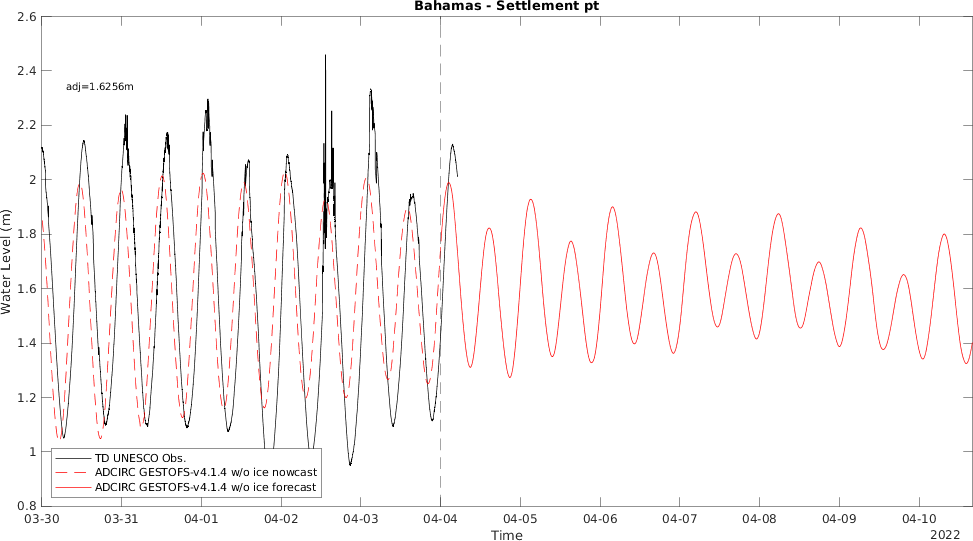 Bahamas - Settlement pt
2.6
2.4
adj=1.6256m
2.2
2
1.8
1.6
1.4
1.2
1
0.8
Water Level (m)
TD UNESCO Obs.
ADCIRC GESTOFS-v4.1.4 w/o ice nowcast
ADCIRC GESTOFS-v4.1.4 w/o ice forecast
03-30 03-31 04-01 04-02 04-03 04-04 04-05 04-06 04-07 04-08 04-09 04-10
Time
2022